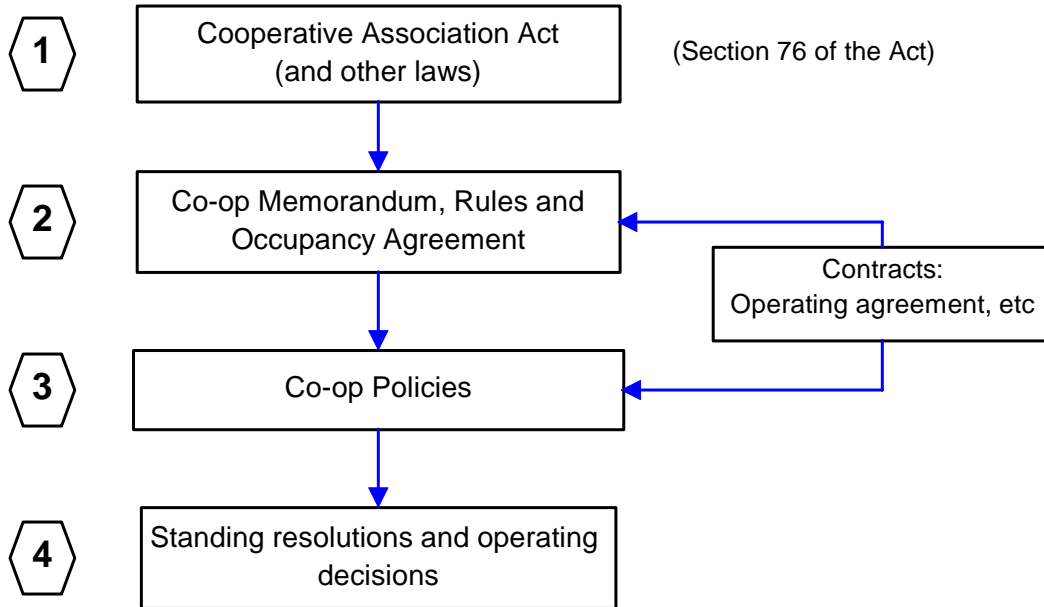 1
Cooperative Association Act
(and other laws)
(Section 76 of the Act)
2
Co-op Memorandum, Rules and
Occupancy Agreement
Contracts:
Operating agreement, etc
3
Co-op Policies
4
Standing resolutions and operating
decisions